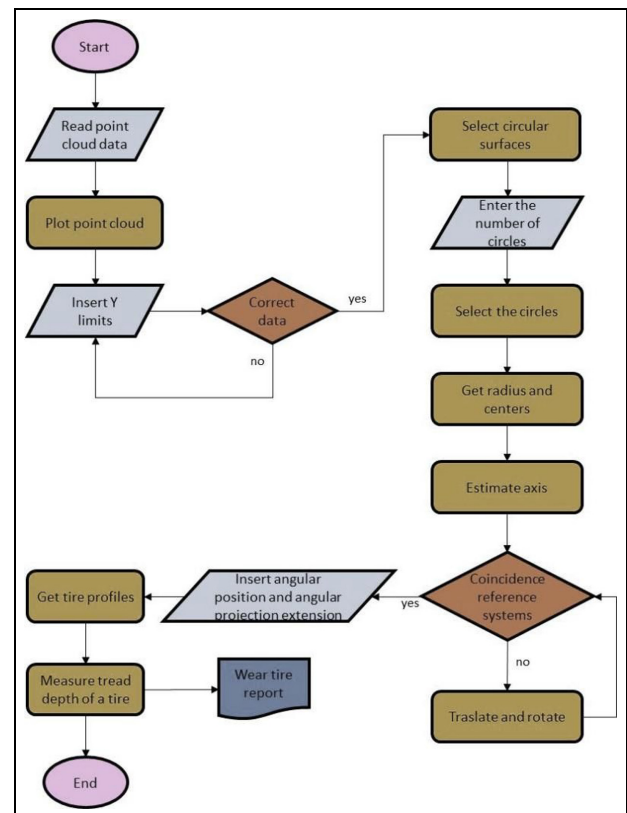 Start
Read point
cloud data
Plot point cloud
Insert Y
limits
Correct
data
yes
no
Select circular
surfaces
Enter the
number of
circles
Select the circles
Get radius and
centers
Estimate axis
Coincidence
reference
systems
yes
no
Traslate and rotate
Insert angular
position and angular
projection extension
Get tire profiles
Measure tread
depth of a tire
Wear tire
report
End